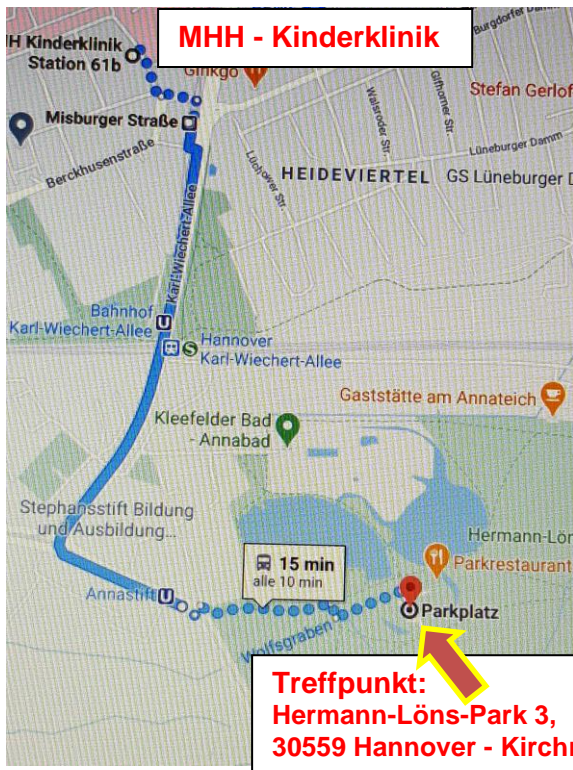 MHH - Kinderklinik
H Kinderklinik
Station 61b
Ginkgo
Burgdorfer Damm
Stefan Gerlof
Misburger Straße
Berckhusenstraße
Walsroder Str.
Gifhorner Str.
Lüneburger Damm
Lüchower Str.
HEIDEVIERTEL
GS Lüneburger D
Karl-Wiechert-Allee
Bahnhof
Karl-Wiechert-Allee
U
S
Hannover
Karl-Wiechert-Allee
Gaststätte am Annateich
Kleefelder Bad
- Annabad
Stephansstift Bildung
und Ausbildung...
Hermann-Lön
15 min
alle 10 min
Parkrestaurant
Annastift
U
Parkplatz
Wolfsgraben
Treffpunkt:
Hermann-Löns-Park 3,
30559 Hannover - Kirchr